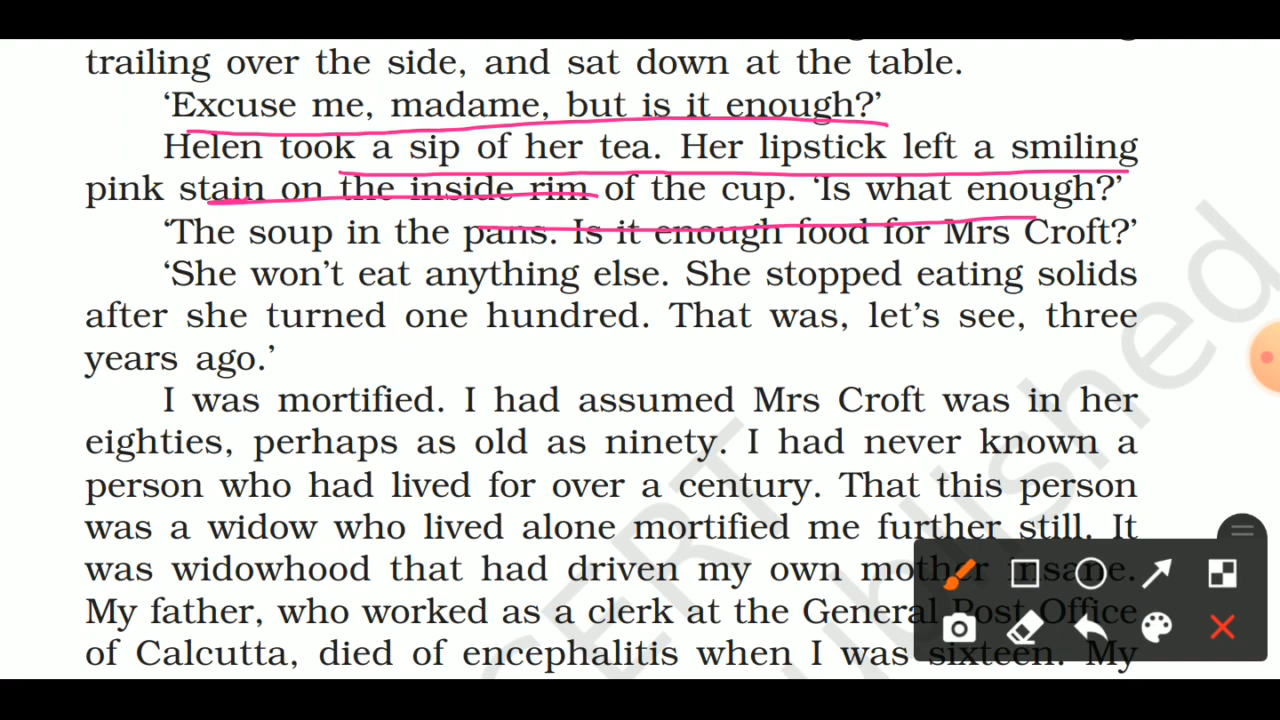 trailing over the side, and sat down at the table.
‘Excuse me, madame, but is it enough?’
Helen took a sip of her tea. Her lipstick left a smiling
pink stain on the inside rim of the cup. ‘Is what enough?’
‘The soup in the pans. Is it enough food for Mrs Croft?’
‘She won’t eat anything else. She stopped eating solids
after she turned one hundred. That was, let’s see, three
years ago.’
I was mortified. I had assumed Mrs Croft was in her
eighties, perhaps as old as ninety. I had never known a
person who had lived for over a century. That this person
was a widow who lived alone mortified me further still. It
was widowhood that had driven my own mother insane.
My father, who worked as a clerk at the General Post Office
of Calcutta, died of encephalitis when I was sixteen. My